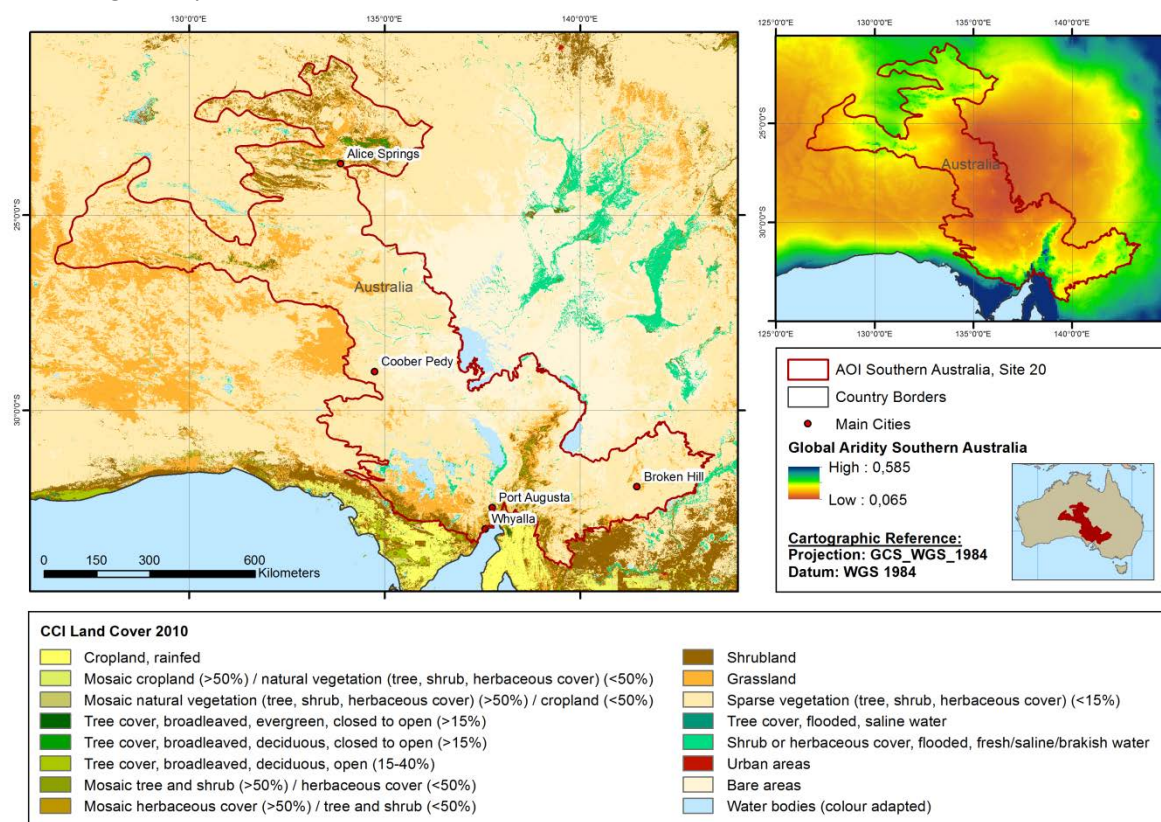 130°0'0"E 135°0'0"E 140°0'0"E
25°0'0"S
30°0'0"S
Alice Springs
Australia
Coober Pedy
Broken Hill
Port Augusta
Whyalla
0 150 300 600
Kilometers
125°0'0"E 130°0'0"E 135°0'0"E 140°0'0"E
25°0'0"S
30°0'0"S
Australia
125°0'0"E 130°0'0"E 135°0'0"E 140°0'0"E
AOI Southern Australia, Site 20
Country Borders
Main Cities
Global Aridity Southern Australia
High : 0,585
Low : 0,065
Cartographic Reference:
Projection: GCS_WGS_1984
Datum: WGS 1984
CCI Land Cover 2010
Cropland, rainfed
Mosaic cropland (>50%) / natural vegetation (tree, shrub, herbaceous cover) (<50%)
Mosaic natural vegetation (tree, shrub, herbaceous cover) (>50%) / cropland (<50%)
Tree cover, broadleaved, evergreen, closed to open (>15%)
Tree cover, broadleaved, deciduous, closed to open (>15%)
Tree cover, broadleaved, deciduous, open (15-40%)
Mosaic tree and shrub (>50%) / herbaceous cover (<50%)
Mosaic herbaceous cover (>50%) / tree and shrub (<50%)
Shrubland
Grassland
Sparse vegetation (tree, shrub, herbaceous cover) (<15%)
Tree cover, flooded, saline water
Shrub or herbaceous cover, flooded, fresh/saline/brakish water
Urban areas
Bare areas
Water bodies (colour adapted)